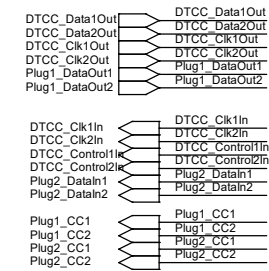 DTCC_Data1Out DTCC_Data1Out
DTCC_Data2Out DTCC_Data2Out
DTCC_Clk1Out DTCC_Clk1Out
DTCC_Clk2Out DTCC_Clk2Out
Plug1_DataOut1 Plug1_DataOut1
Plug1_DataOut2 Plug1_DataOut2
DTCC_Clk1In DTCC_Clk1In
DTCC_Clk2In DTCC_Clk2In
DTCC_Control1In DTCC_Control1In
DTCC_Control2In DTCC_Control2In
Plug2_DataIn1 Plug2_DataIn1
Plug2_DataIn2 Plug2_DataIn2
Plug1_CC1 Plug1_CC1
Plug1_CC2 Plug1_CC2
Plug2_CC1 Plug2_CC1
Plug2_CC2 Plug2_CC2